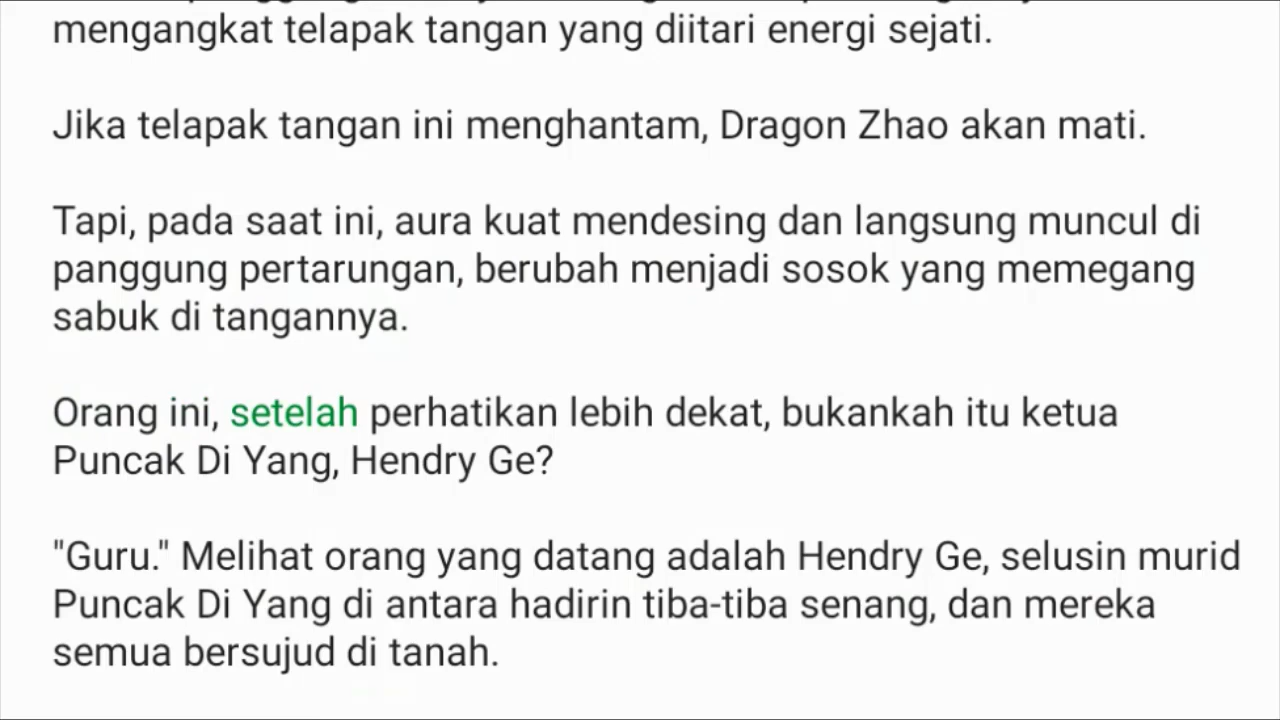 mengangkat telapak tangan yang diitari energi sejati.
Jika telapak tangan ini menghantam, Dragon Zhao akan mati.
Tapi, pada saat ini, aura kuat mendesing dan langsung muncul di
panggung pertarungan, berubah menjadi sosok yang memegang
sabuk di tangannya.
Orang ini, setelah perhatikan lebih dekat, bukankah itu ketua
Puncak Di Yang, Hendry Ge?
"Guru." Melihat orang yang datang adalah Hendry Ge, selusin murid
Puncak Di Yang di antara hadirin tiba-tiba senang, dan mereka
semua bersujud di tanah.